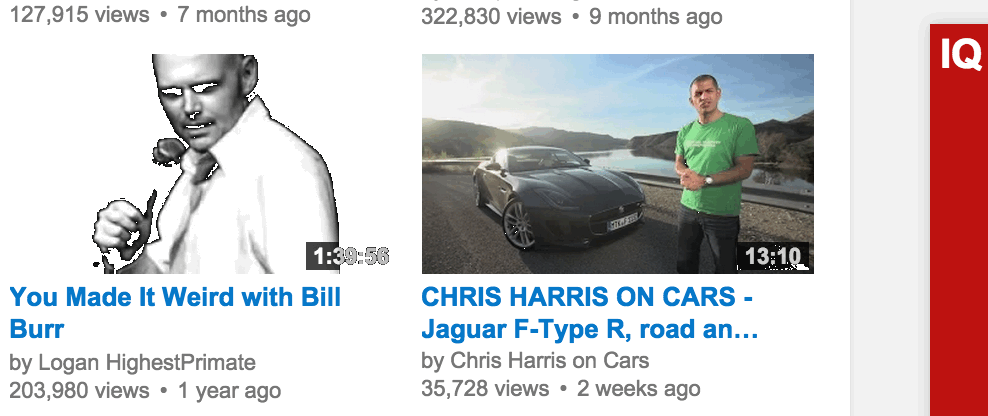 127,915 views • 7 months ago
322,830 views • 9 months ago
IQ
1:39:56
13:10
You Made It Weird with Bill
Burr
by Logan HighestPrimate
203,980 views • 1 year ago
CHRIS HARRIS ON CARS -
Jaguar F-Type R, road an...
by Chris Harris on Cars
35,728 views • 2 weeks ago